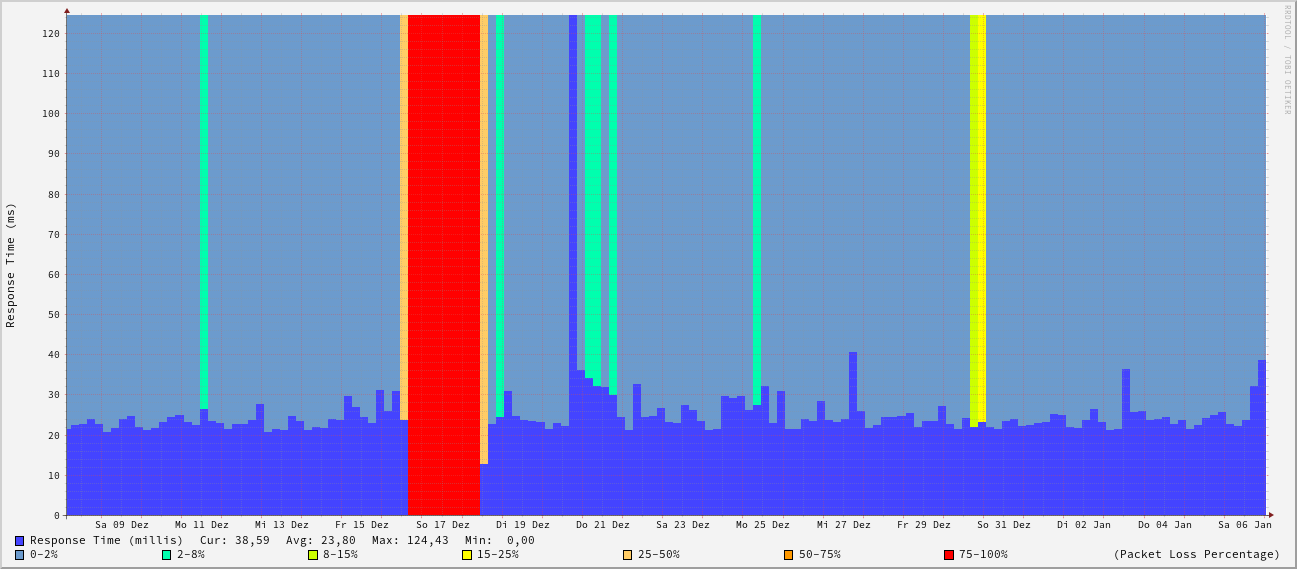 RRDTOOL / TOBI OETIKER
Response Time (ms)
120
110
100
90
80
70
60
50
40
30
20
10
0
Sa 09 Dez Mo 11 Dez Mi 13 Dez Fr 15 Dez So 17 Dez Di 19 Dez Do 21 Dez Sa 23 Dez Mo 25 Dez Mi 27 Dez Fr 29 Dez So 31 Dez Di 02 Jan Do 04 Jan Sa 06 Jan
Response Time (millis) Cur: 38,59 Avg: 23,80 Max: 124,43 Min: 0,00
0-2% 2-8% 8-15% 15-25% 25-50% 50-75% 75-100% (Packet Loss Percentage)